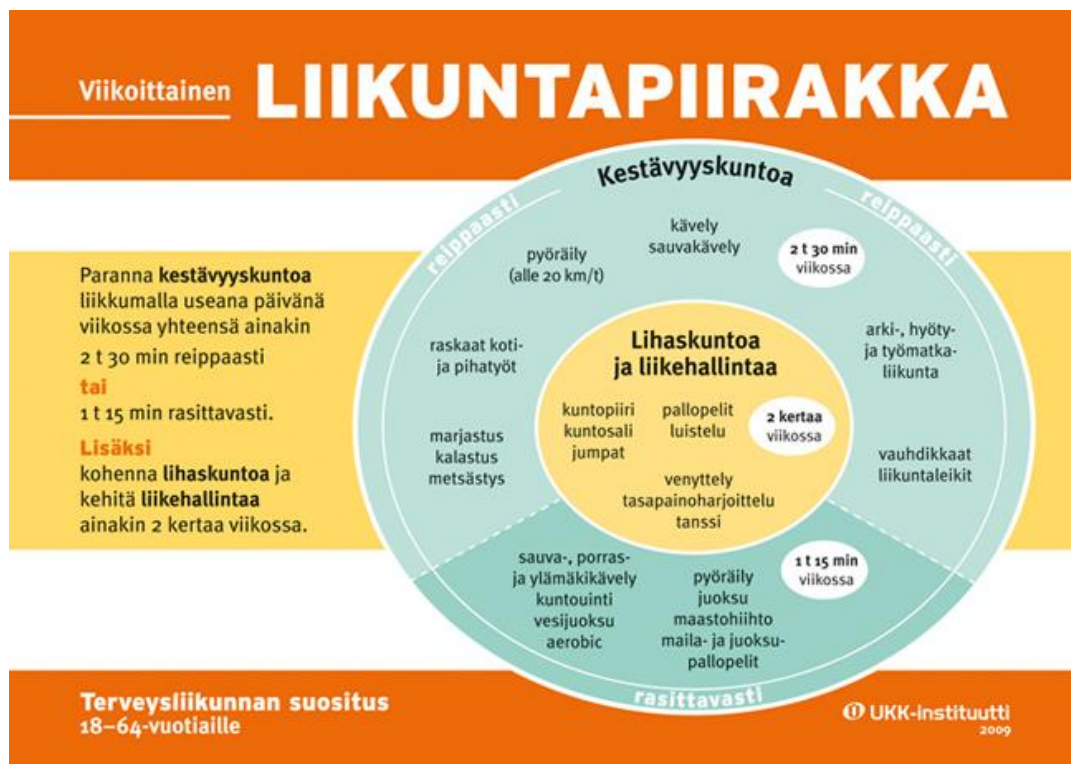 Viikoittainen LIIKUNTAPIIRAKKA
Paranna kestävyyskuntoa
liikkumalla useana päivänä
viikossa yhteensä ainakin
2 t 30 min reippaasti
tai
1 t 15 min rasittavasti.
Lisäksi
kohenna lihaskuntoa ja
kehitä liikehallintaa
ainakin 2 kertaa viikossa.
Kestävyyskuntoa
reippaasti
reippaasti
kävely
sauvakävely
2 t 30 min
viikossa
pyöräily
(alle 20 km/t)
raskaat koti-
ja pihatyöt
marjastus
kalastus
metsästys
arki-, hyöty-
ja työmatka-
liikunta
vauhdikkaat
liikuntaleikit
Lihaskuntoa
ja liikehallintaa
kuntopiiri
kuntosali
jumpat
pallopelit
luistelu
2 kertaa
viikossa
venyttely
tasapainoharjoittelu
tanssi
sauva-, porras-
ja ylämäkikävely
kuntouinti
vesijuoksu
aerobic
pyöräily
juoksu
maastohiihto
maila- ja juoksu-
pallopelit
1 t 15 min
viikossa
rasittavasti
Terveysliikunnan suositus
18–64-vuotiaille
UKK-instituutti
2009